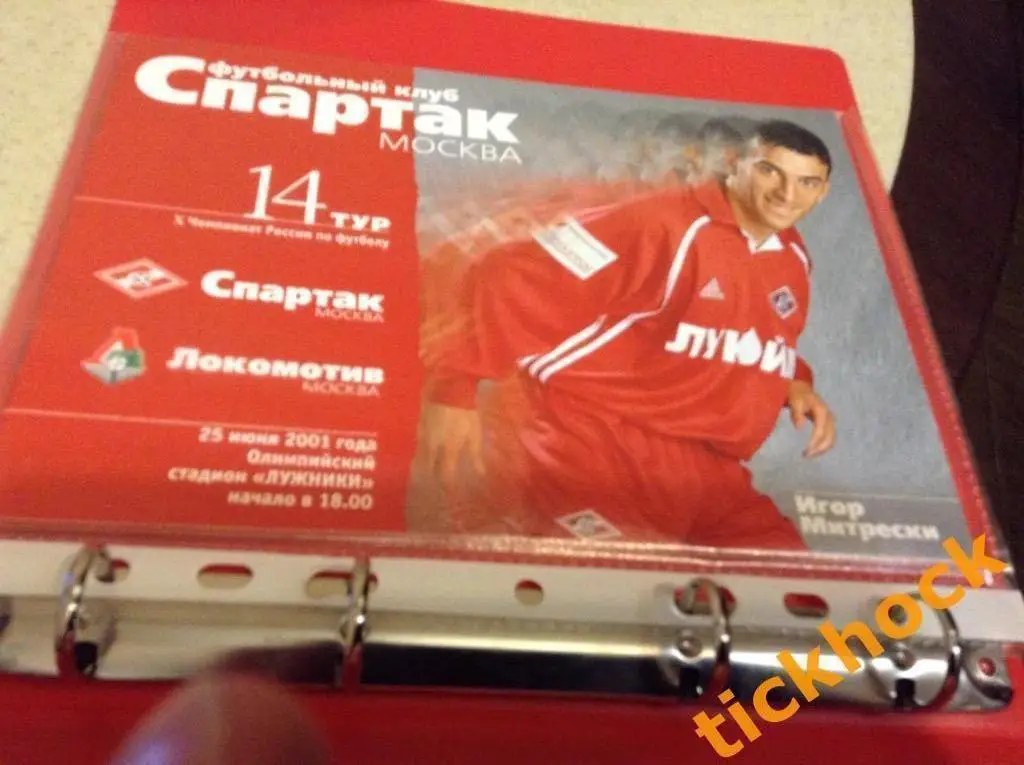 футбольный клуб
Спартак
МОСКВА
14 тур
X Чемпионат России по футболу
Спартак
МОСКВА
Локомотив
МОСКВА
25 июня 2001 года
Олимпийский
стадион «ЛУЖНИКИ»
начало в 18.00
ЛУКОЙЛ
Игор
Митрески
tickhock